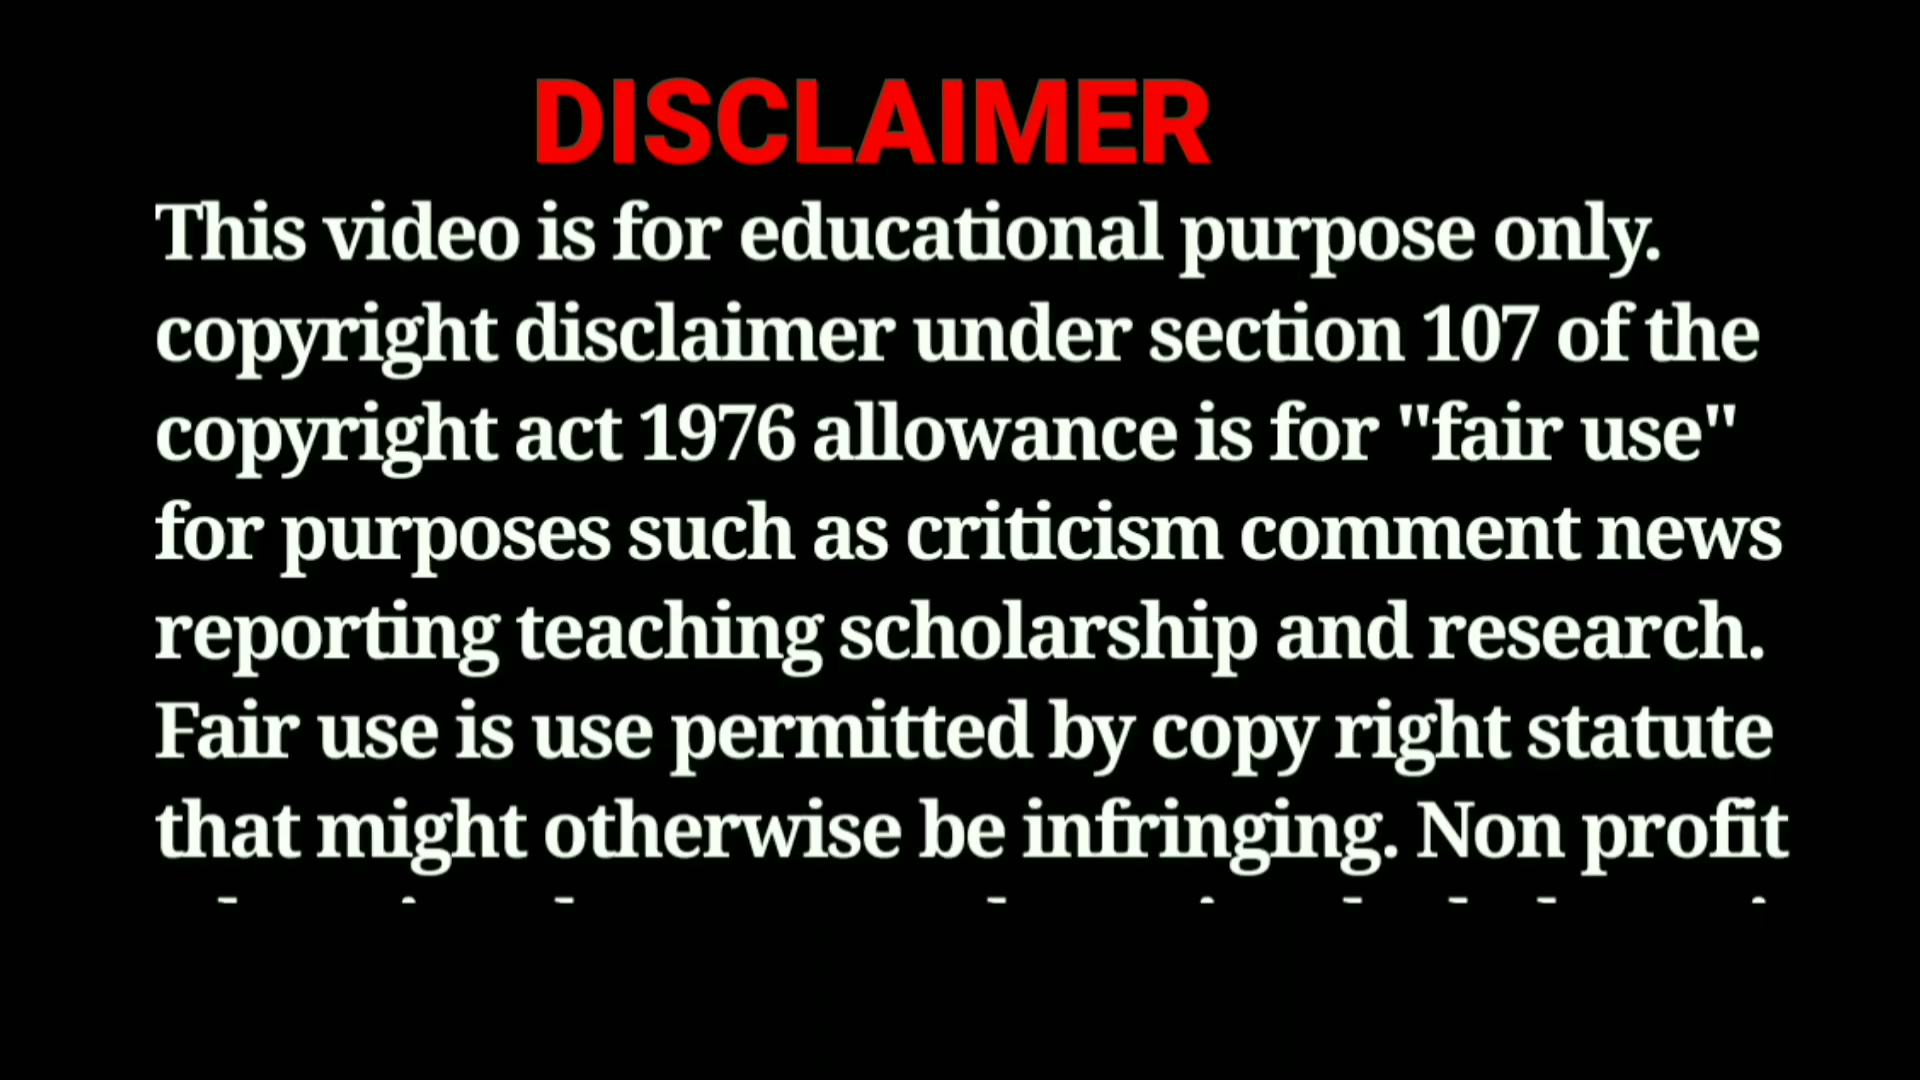 DISCLAIMER
This video is for educational purpose only.
copyright disclaimer under section 107 of the
copyright act 1976 allowance is for "fair use"
for purposes such as criticism comment news
reporting teaching scholarship and research.
Fair use is use permitted by copy right statute
that might otherwise be infringing. Non profit